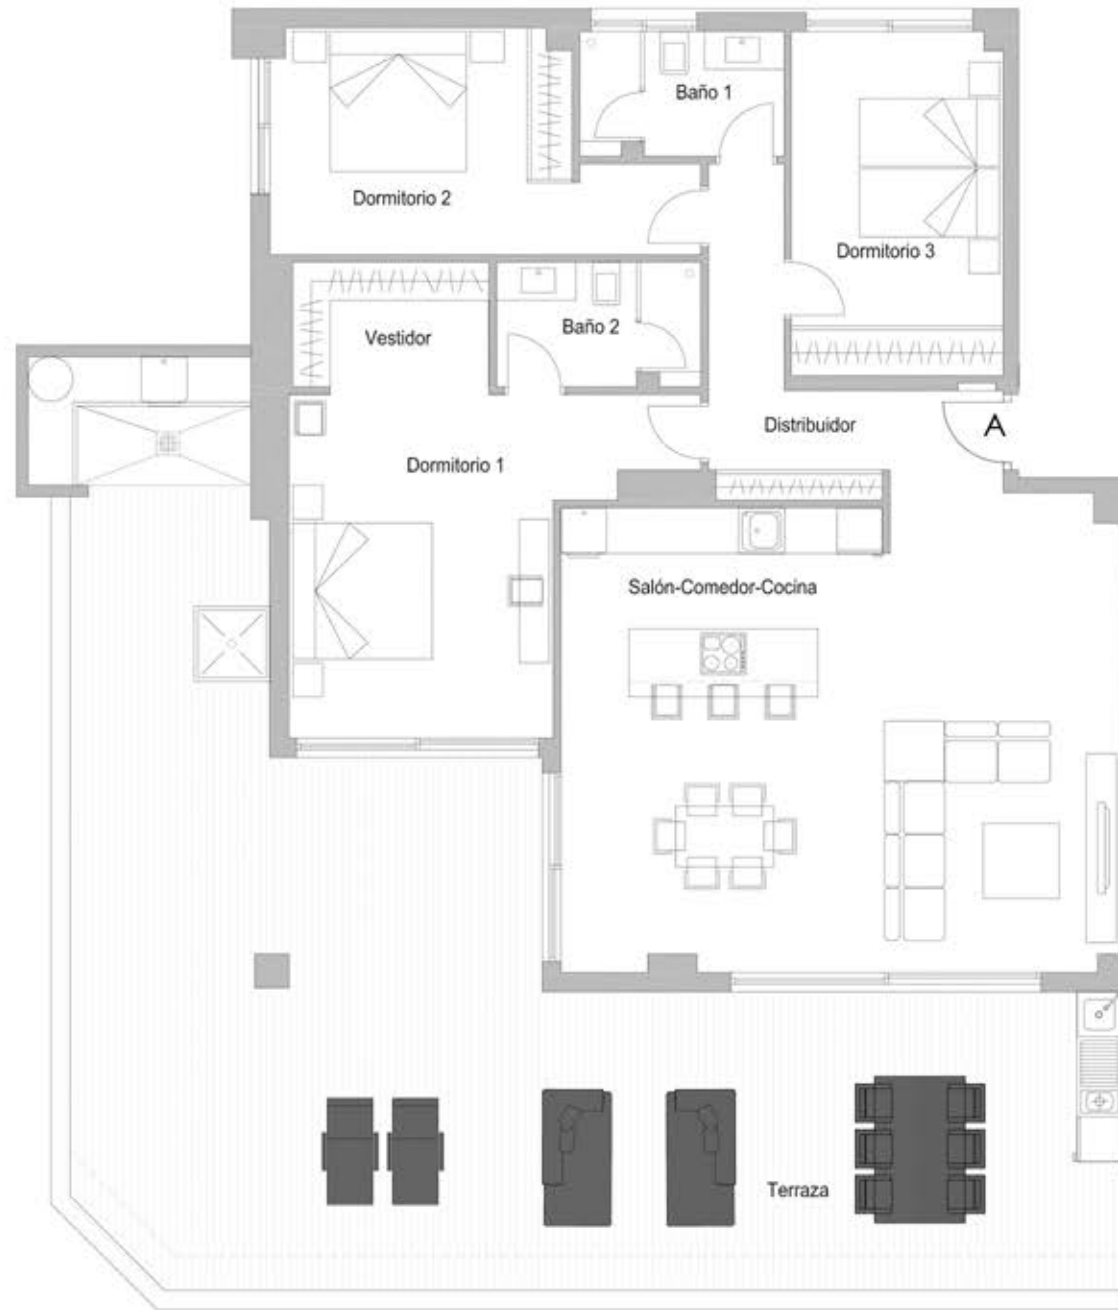 Baño 1
Dormitorio 2
Dormitorio 3
Baño 2
Vestidor
Distribuidor
A
Dormitorio 1
Salón-Comedor-Cocina
Terraza